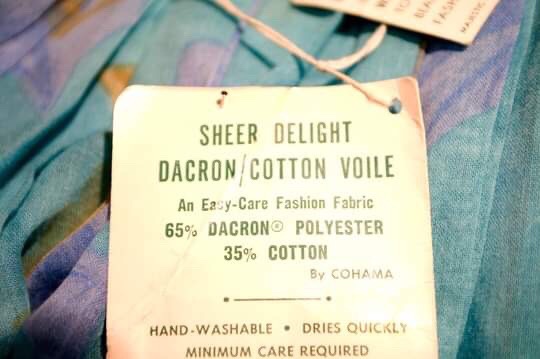 SHEER DELIGHT
DACRON/COTTON VOILE
An Easy-Care Fashion Fabric
65% DACRON® POLYESTER
35% COTTON
By COHAMA
HAND-WASHABLE • DRIES QUICKLY
MINIMUM CARE REQUIRED